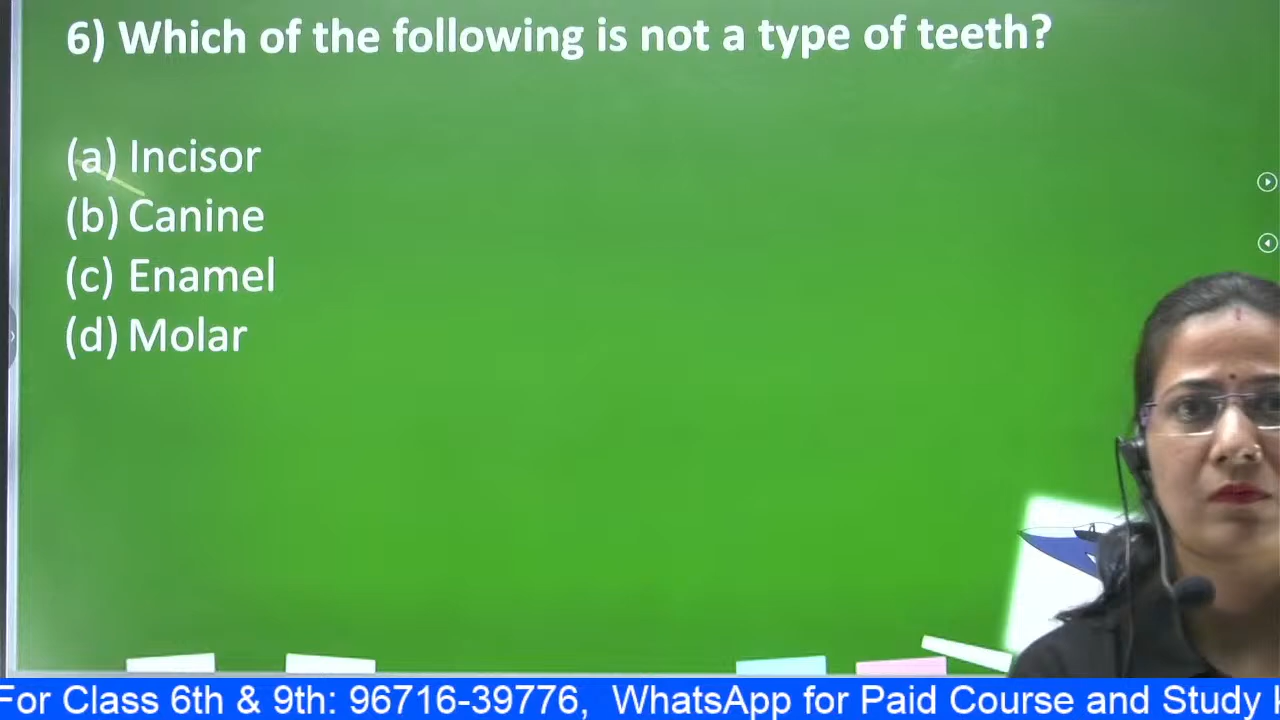 6) Which of the following is not a type of teeth?
(a) Incisor
(b) Canine
(c) Enamel
(d) Molar
For Class 6th & 9th: 96716-39776, WhatsApp for Paid Course and Study